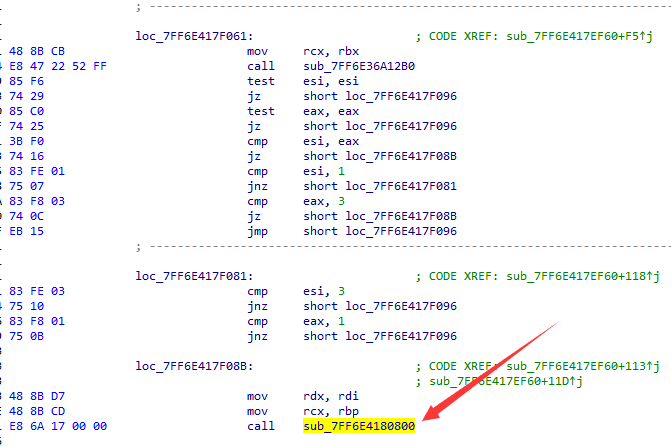 ; ---------------------------------------------------------------------------
loc_7FF6E417F061: ; CODE XREF: sub_7FF6E417EF60+F5↑j
48 8B CB mov rcx, rbx
E8 47 22 52 FF call sub_7FF6E36A12B0
85 F6 test esi, esi
74 29 jz short loc_7FF6E417F096
85 C0 test eax, eax
74 25 jz short loc_7FF6E417F096
3B F0 cmp esi, eax
74 16 jz short loc_7FF6E417F08B
83 FE 01 cmp esi, 1
75 07 jnz short loc_7FF6E417F081
83 F8 03 cmp eax, 3
74 0C jz short loc_7FF6E417F08B
EB 15 jmp short loc_7FF6E417F096
; ---------------------------------------------------------------------------
loc_7FF6E417F081: ; CODE XREF: sub_7FF6E417EF60+118↑j
83 FE 03 cmp esi, 3
75 10 jnz short loc_7FF6E417F096
83 F8 01 cmp eax, 1
75 0B jnz short loc_7FF6E417F096
loc_7FF6E417F08B: ; CODE XREF: sub_7FF6E417EF60+113↑j
; sub_7FF6E417EF60+11D↑j
48 8B D7 mov rdx, rdi
48 8B CD mov rcx, rbp
E8 6A 17 00 00 call sub_7FF6E4180800